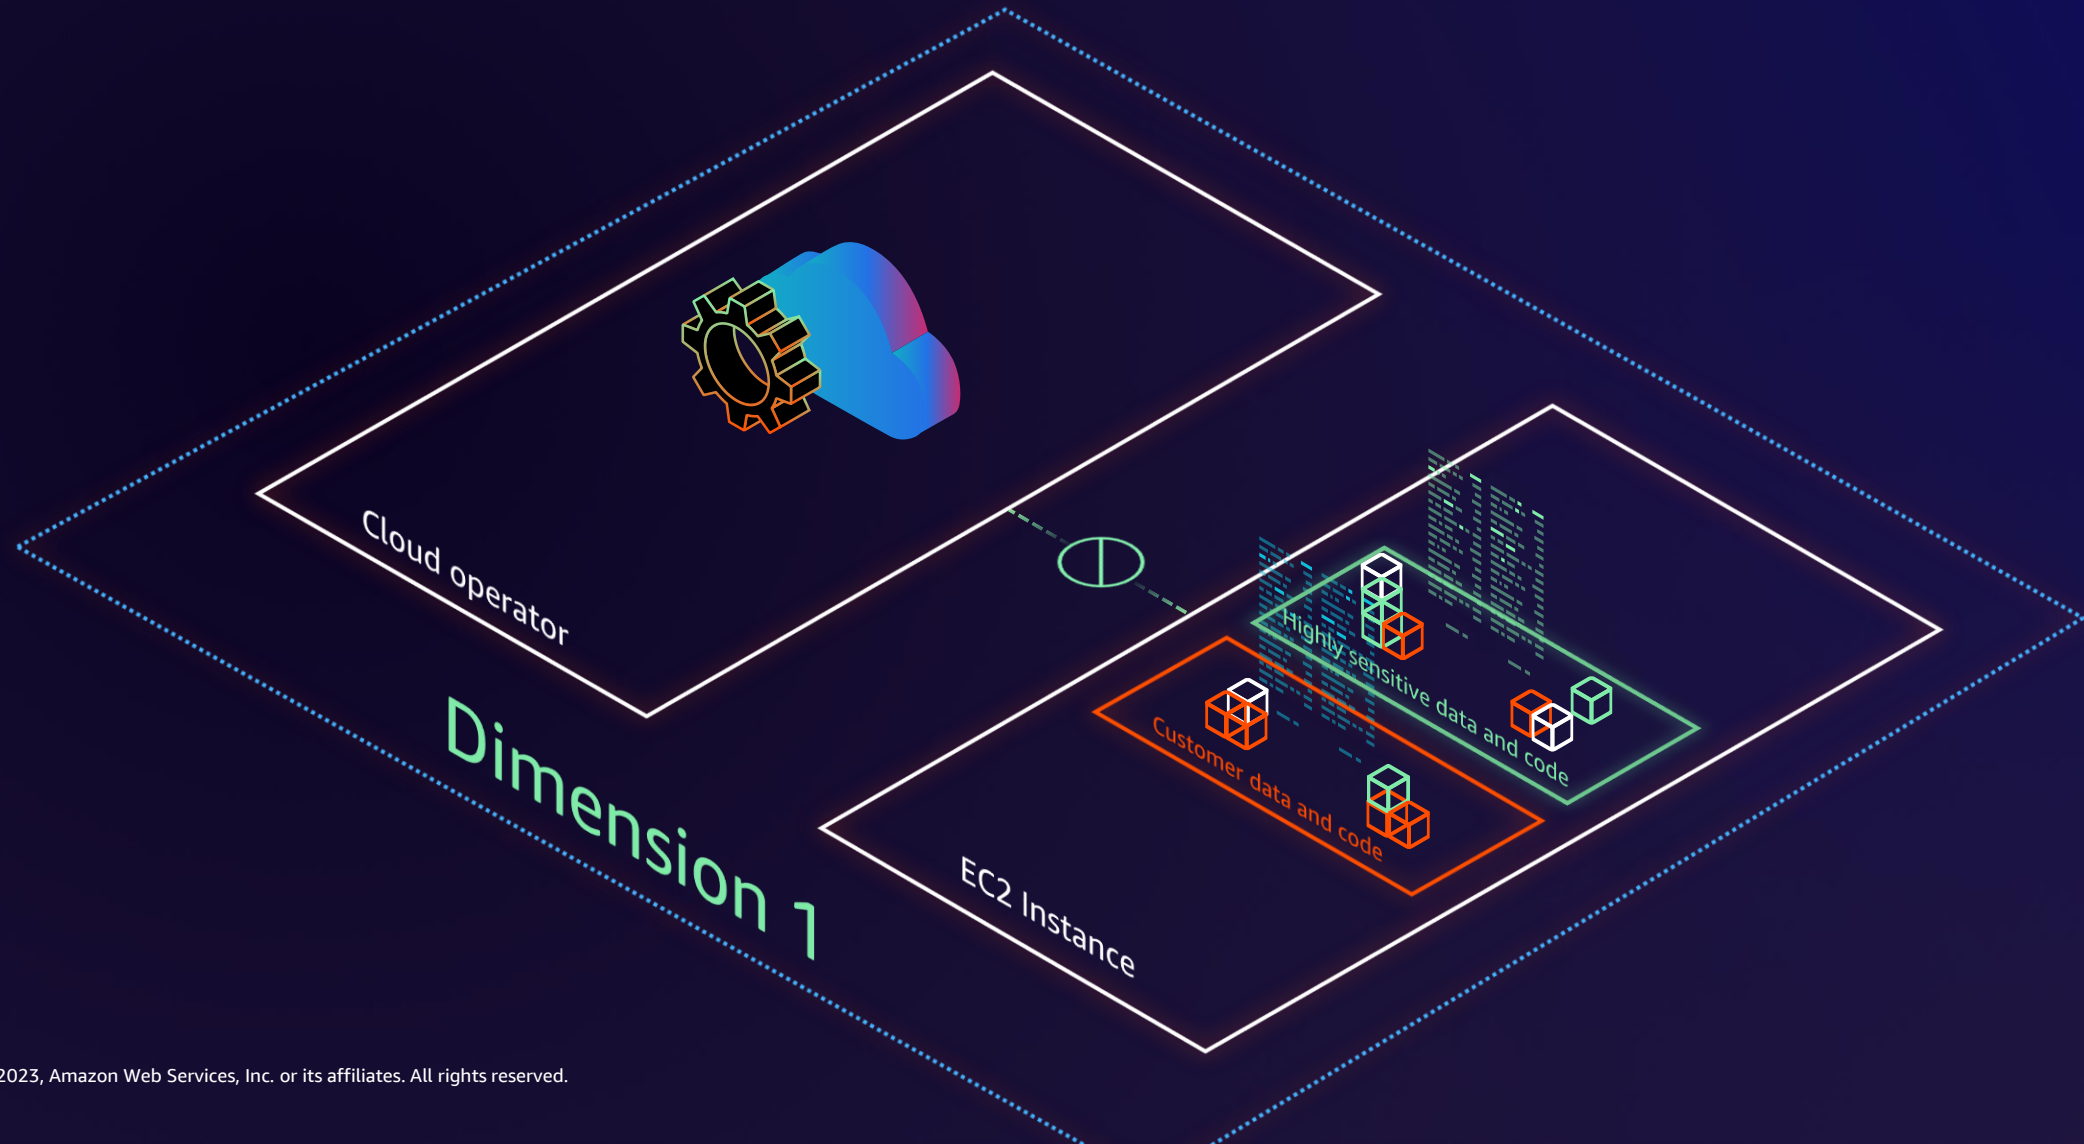 Cloud operator
Dimension 1
EC2 Instance
Highly sensitive data and code
Customer data and code
2023, Amazon Web Services, Inc. or its affiliates. All rights reserved.